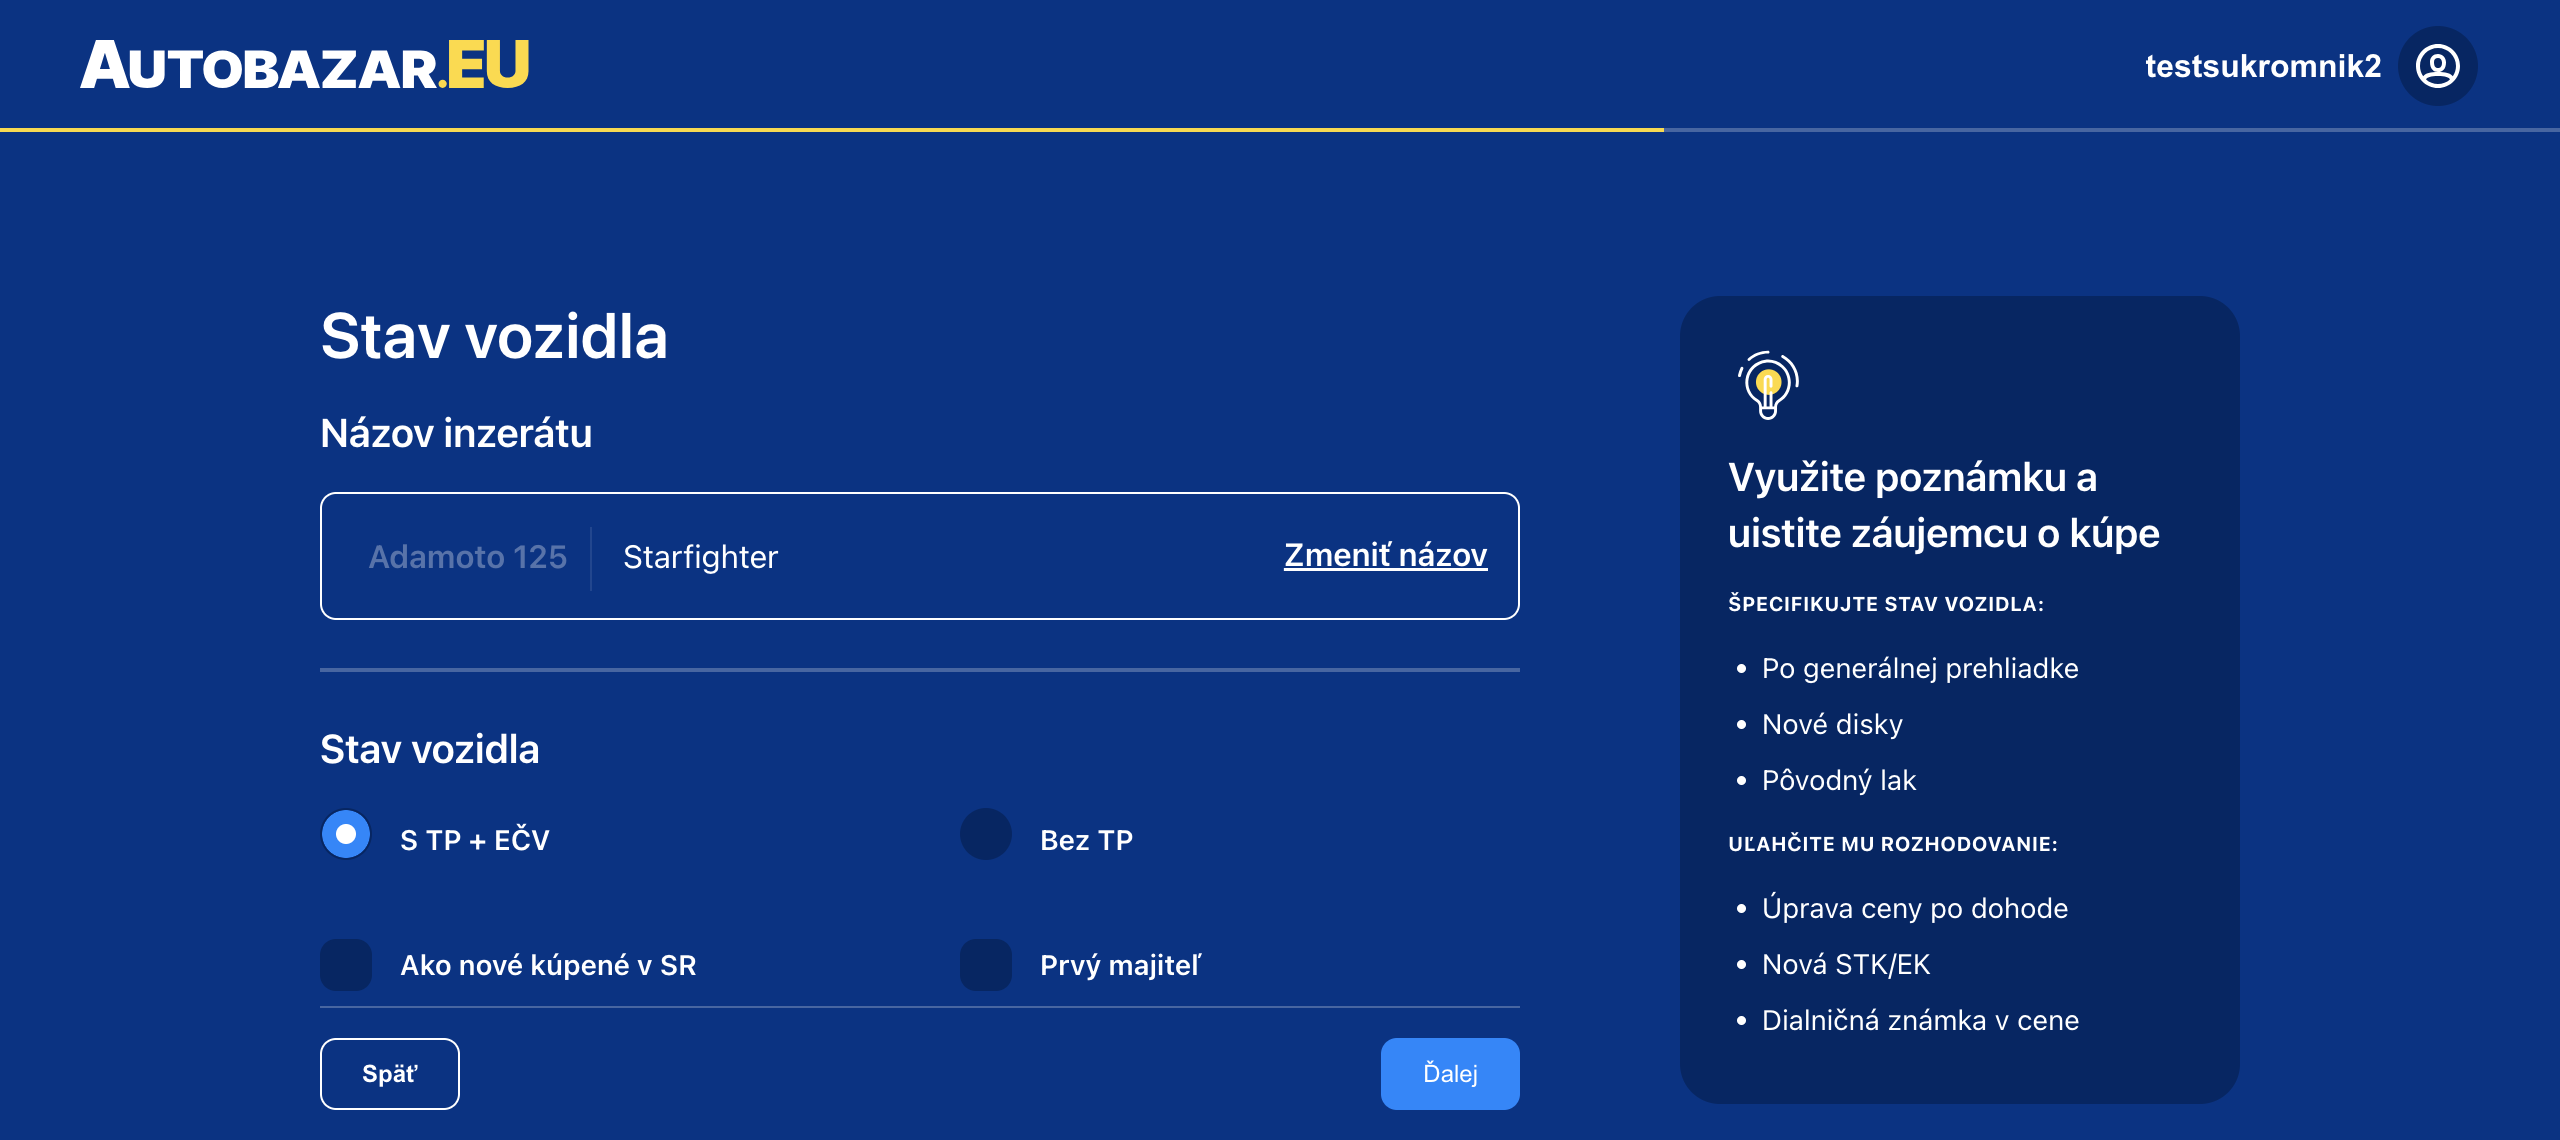 AUTOBAZAR.EU
testsukromnik2
Stav vozidla
Názov inzerátu
Adamoto 125
Starfighter
Zmeniť názov
Stav vozidla
S TP + EČV
Bez TP
Ako nové kúpené v SR
Prvý majiteľ
Späť
Ďalej
Využite poznámku a
uistite záujemcu o kúpe
ŠPECIFIKUJTE STAV VOZIDLA:
• Po generálnej prehliadke
• Nové disky
• Pôvodný lak
UĽAHČITE MU ROZHODOVANIE:
• Úprava ceny po dohode
• Nová STK/EK
• Dialničná známka v cene